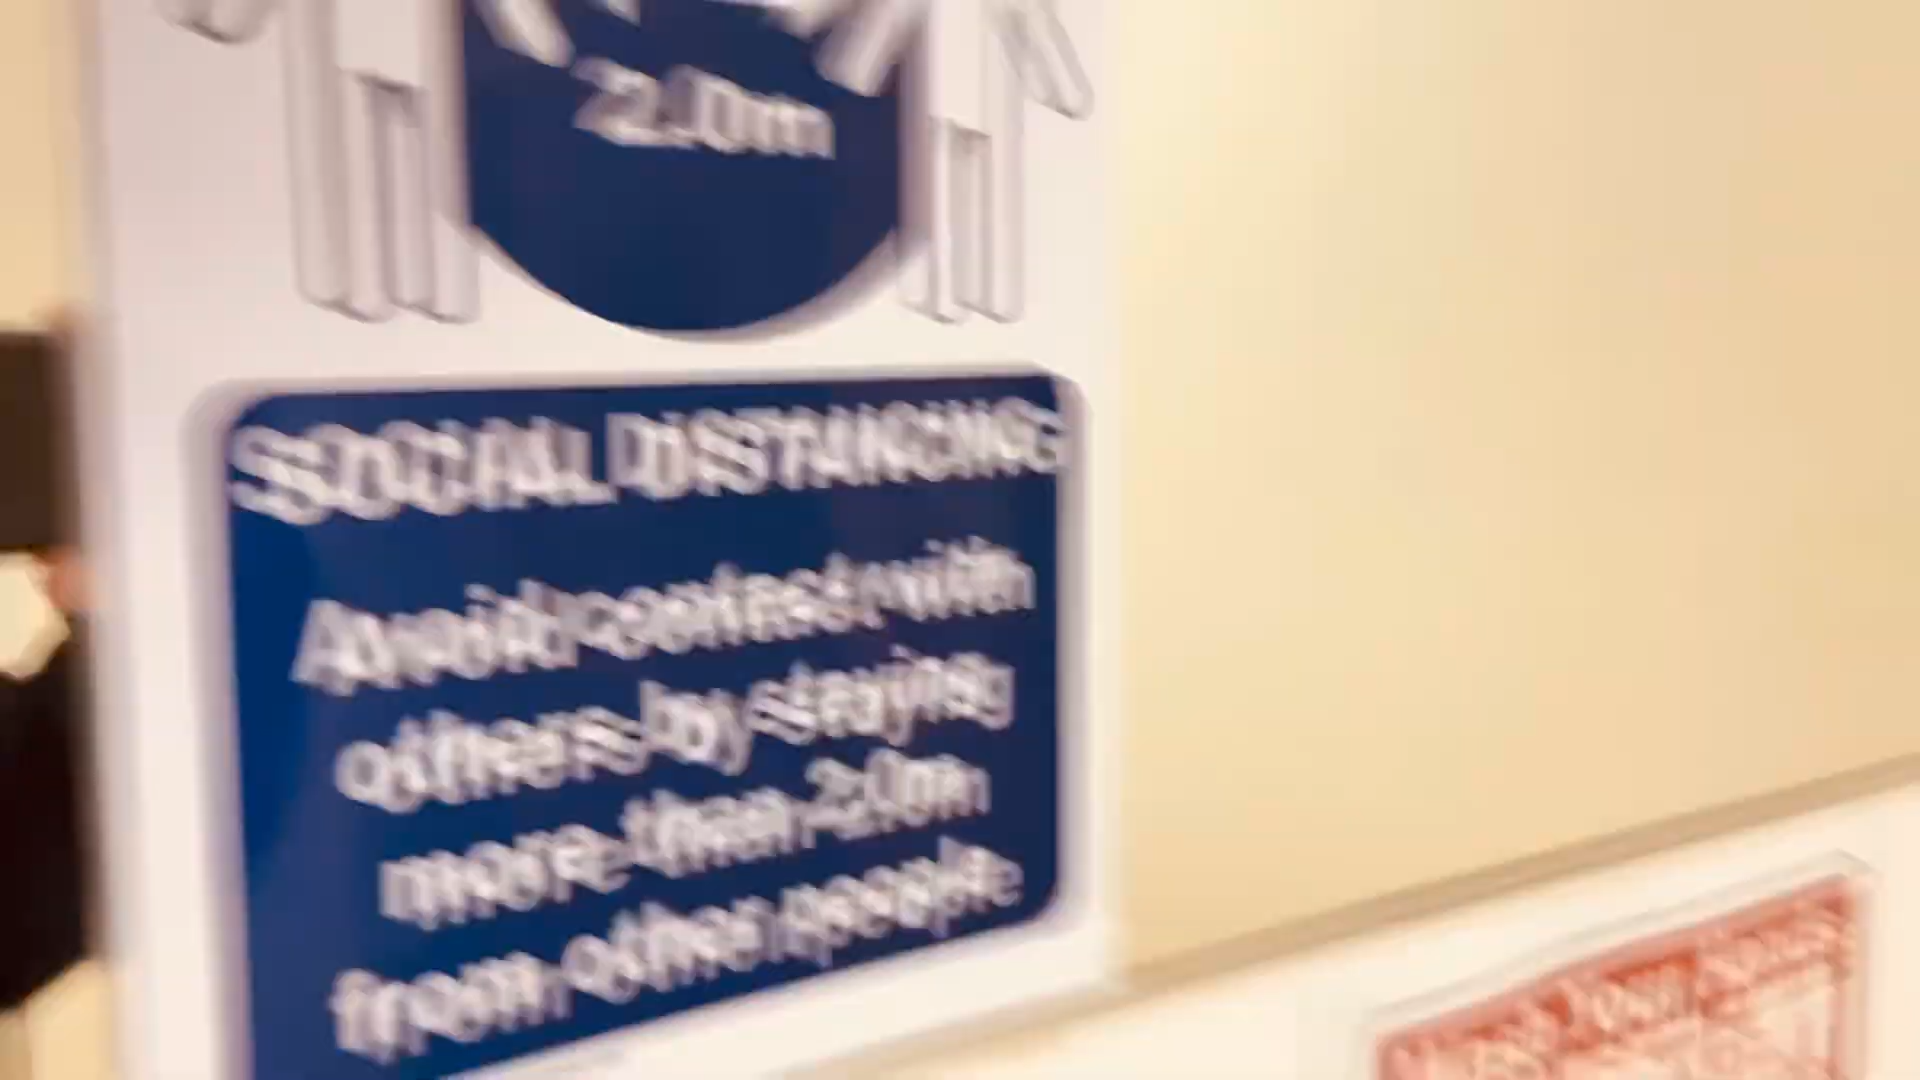 2.0m
SOCIAL DISTANCING
Avoid contact with
others by staying
more than 2.0m
from other people